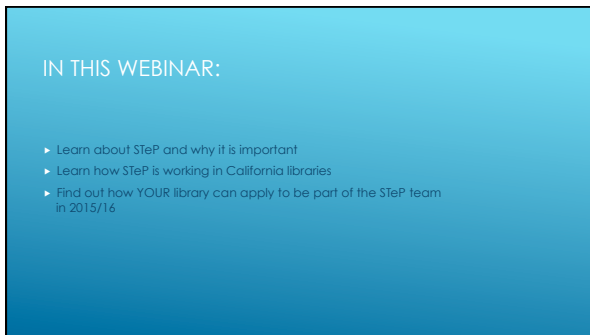 IN THIS WEBINAR:
▸ Learn about STeP and why it is important
▸ Learn how STeP is working in California libraries
▸ Find out how YOUR library can apply to be part of the STeP team
in 2015/16